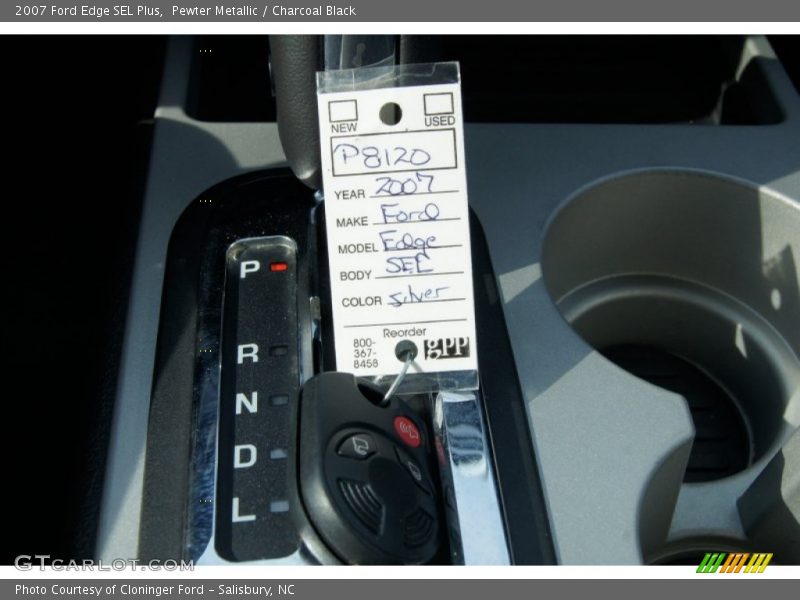 2007 Ford Edge SEL Plus,  Pewter Metallic / Charcoal Black
NEW USED
P8120
YEAR 2007
MAKE Ford
MODEL Edge
BODY SEL
COLOR silver
Reorder
800-
367-
8458
gpp
P
R
N
D
L
GTCARLOT.COM
Photo Courtesy of Cloninger Ford - Salisbury, NC